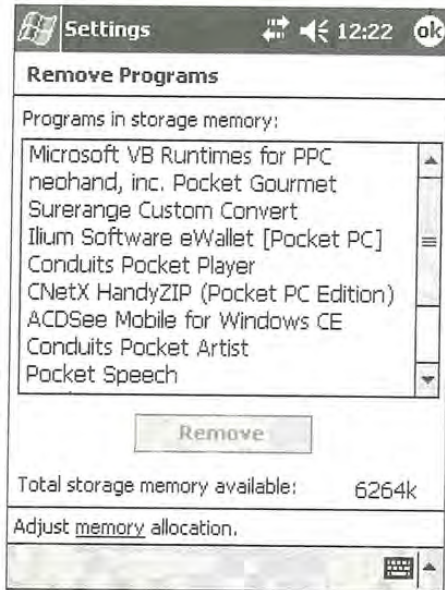 Settings 12:22 ok
Remove Programs
Programs in storage memory:
Microsoft VB Runtimes for PPC
neohand, inc. Pocket Gourmet
Surerange Custom Convert
Ilium Software eWallet [Pocket PC]
Conduits Pocket Player
CNetX HandyZIP (Pocket PC Edition)
ACDSee Mobile for Windows CE
Conduits Pocket Artist
Pocket Speech
Remove
Total storage memory available: 6264k
Adjust memory allocation.